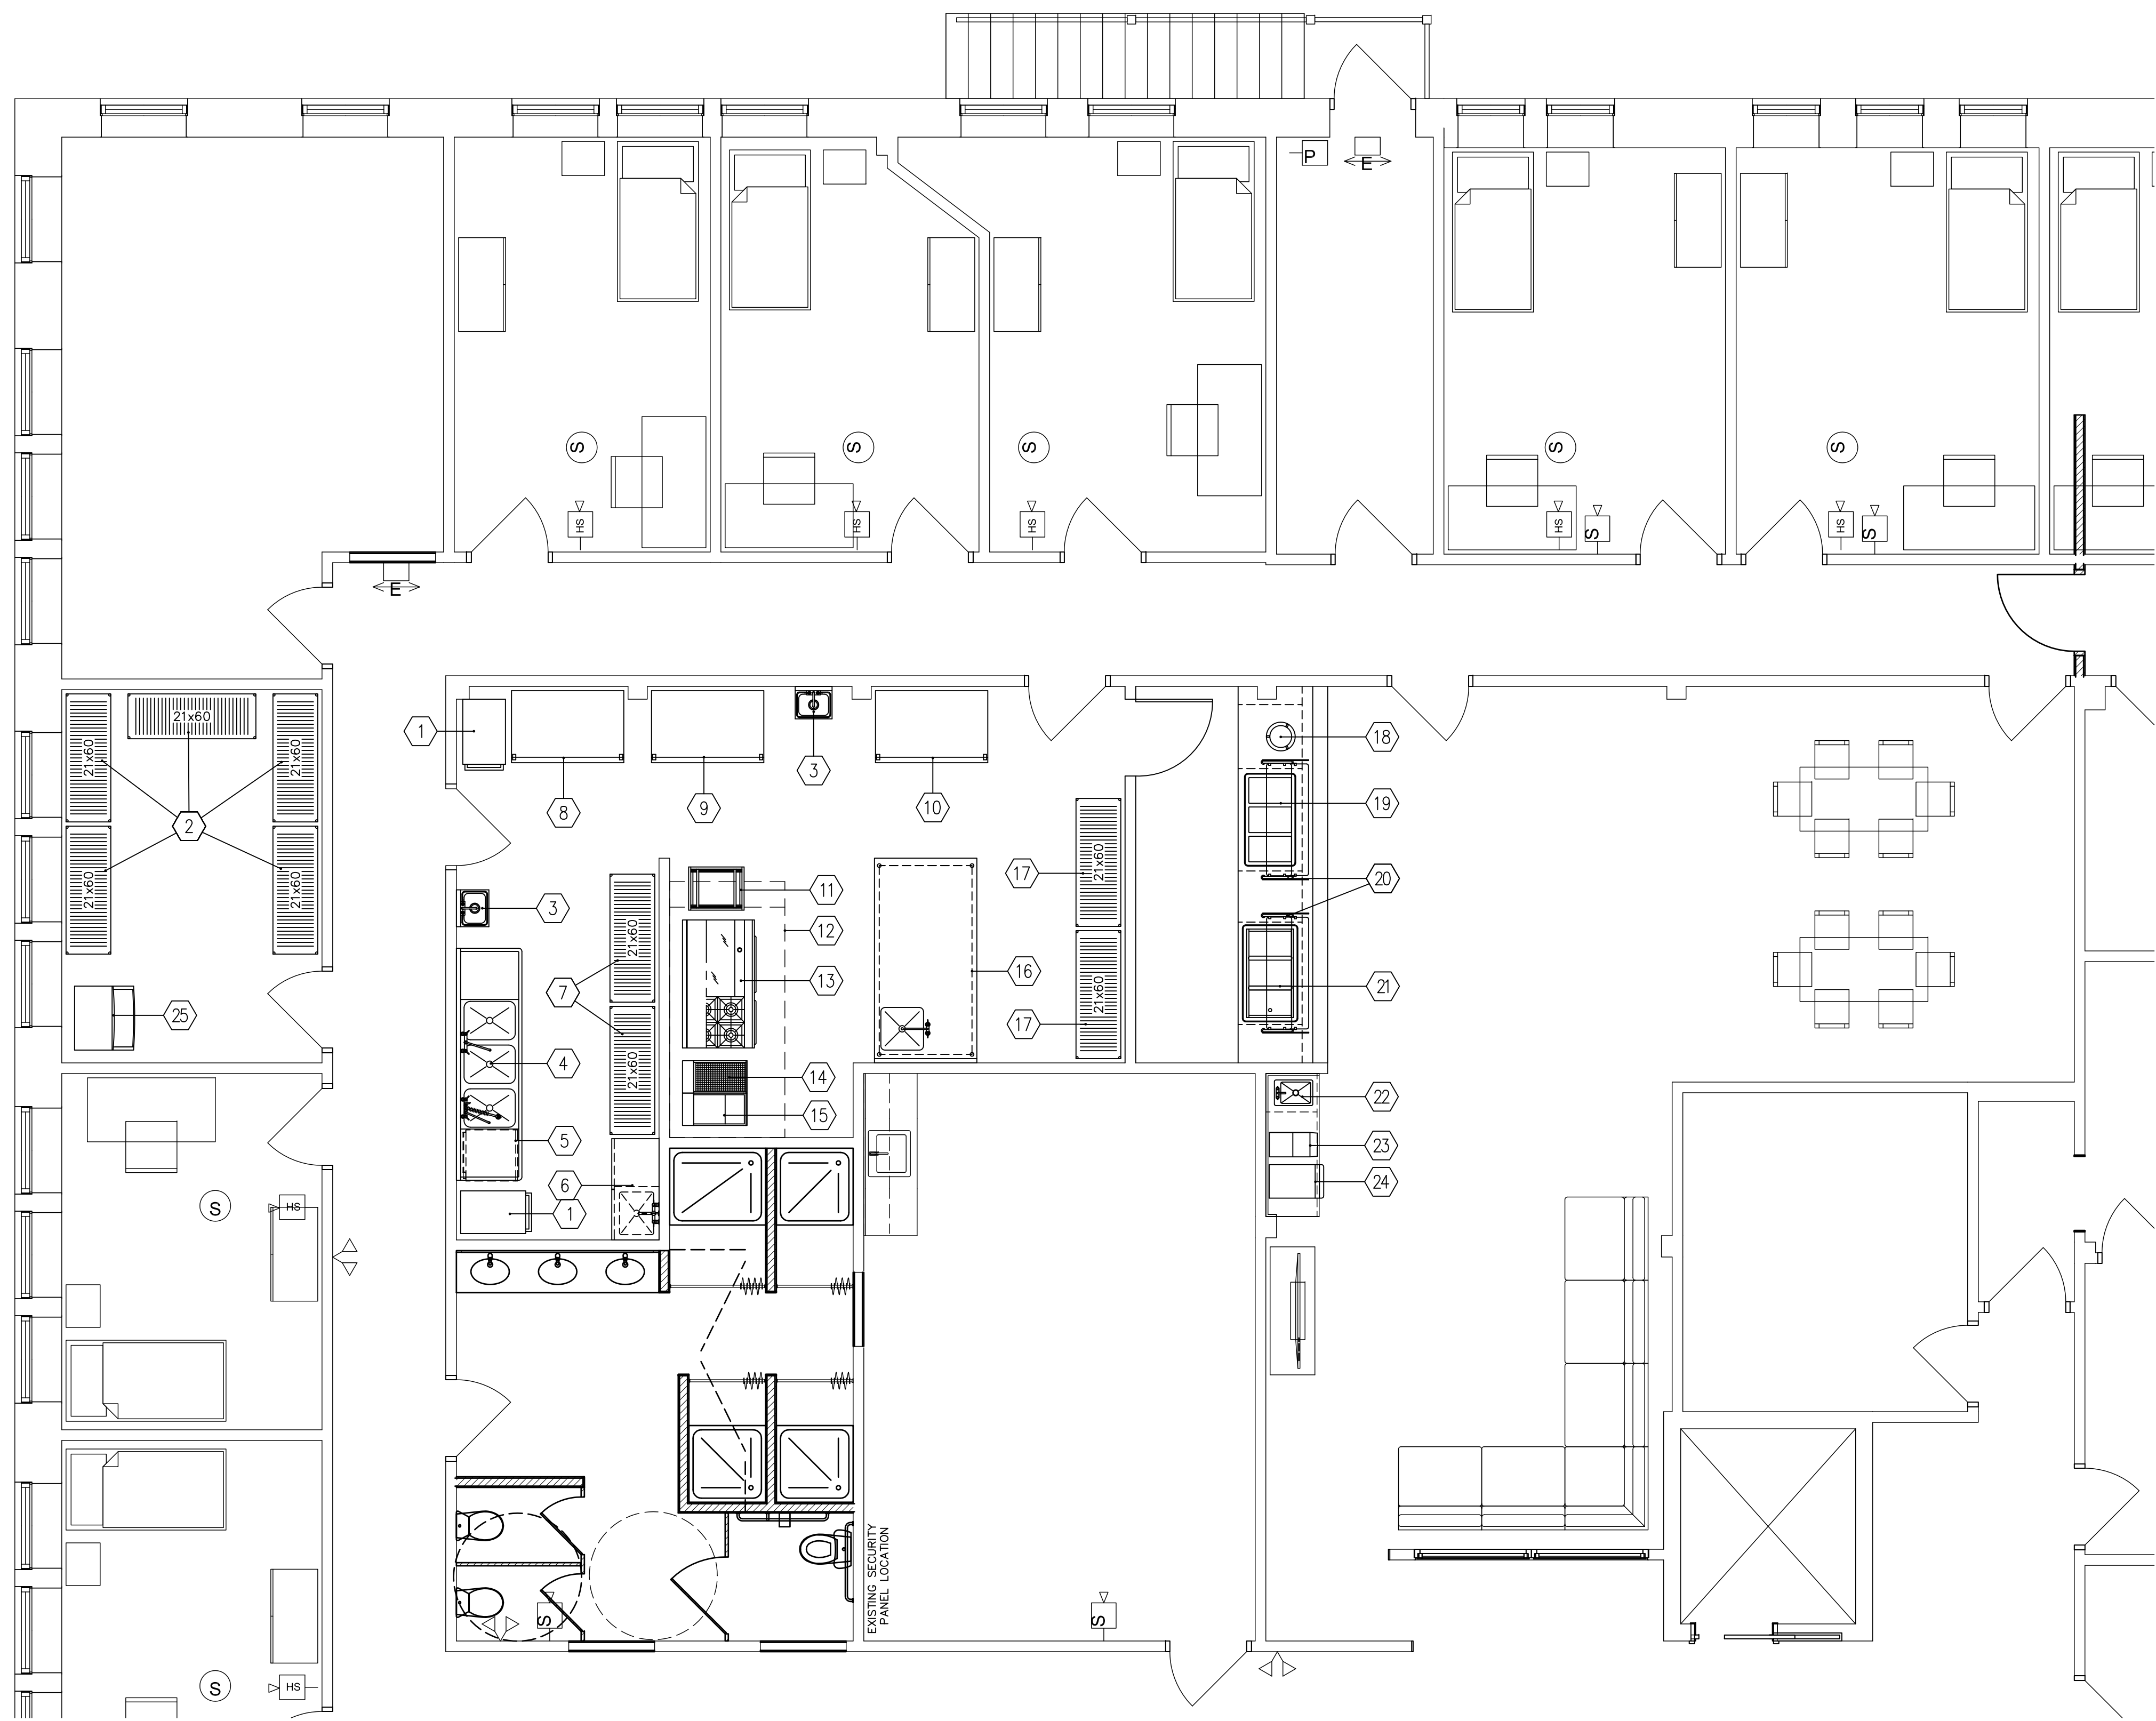 P
E
S
S
S
S
S
HS
HS
HS
HS
S
HS
S
E
21x60
21x60
21x60
1
3
18
8
9
10
19
2
20
21x60
21x60
11
17
21x60
3
12
21x60
7
13
16
21
25
17
21x60
21x60
4
14
22
15
5
23
6
24
1
S
HS
EXISTING SECURITY
PANEL LOCATION
S
S
S
HS